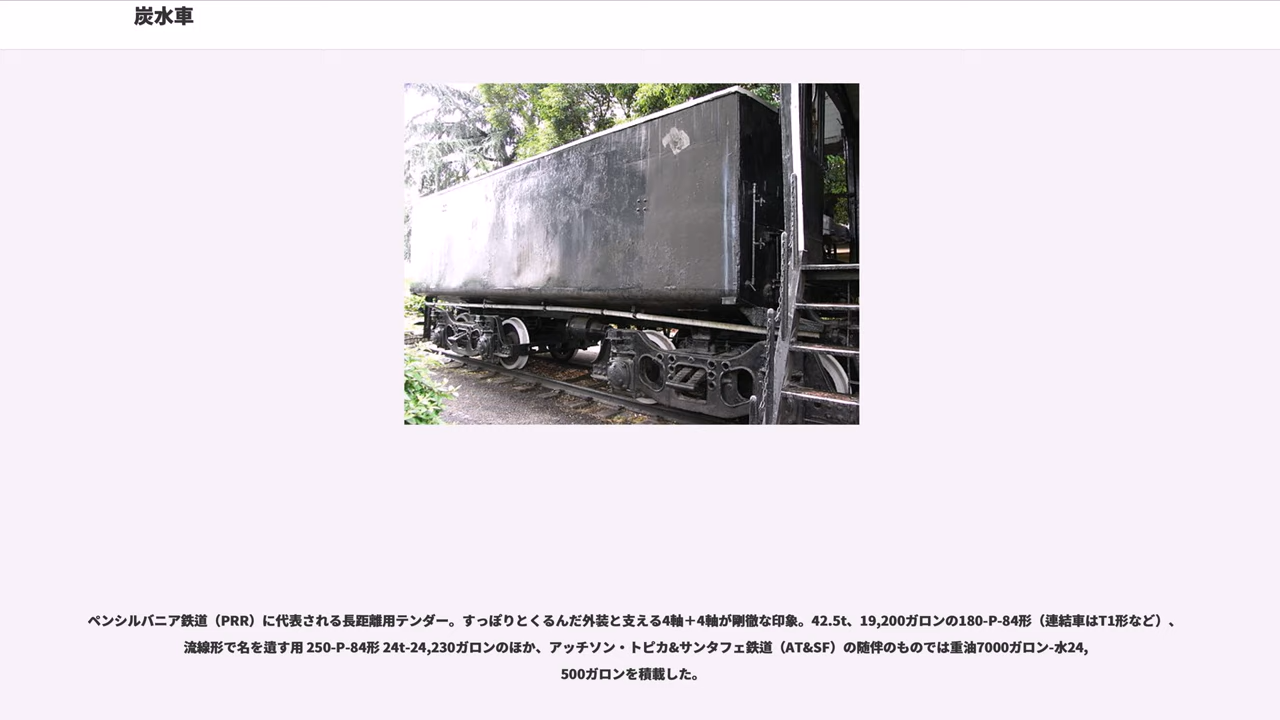 炭水車
ペンシルバニア鉄道（PRR）に代表される長距離用テンダー。すっぽりとくるんだ外装と支える4軸＋4軸が剛徹な印象。42.5t、19,200ガロンの180-P-84形（連結車はT1形など）、
流線形で名を遺す用 250-P-84形 24t-24,230ガロンのほか、アッチソン・トピカ&サンタフェ鉄道（AT&SF）の随伴のものでは重油7000ガロン-水24,
500ガロンを積載した。